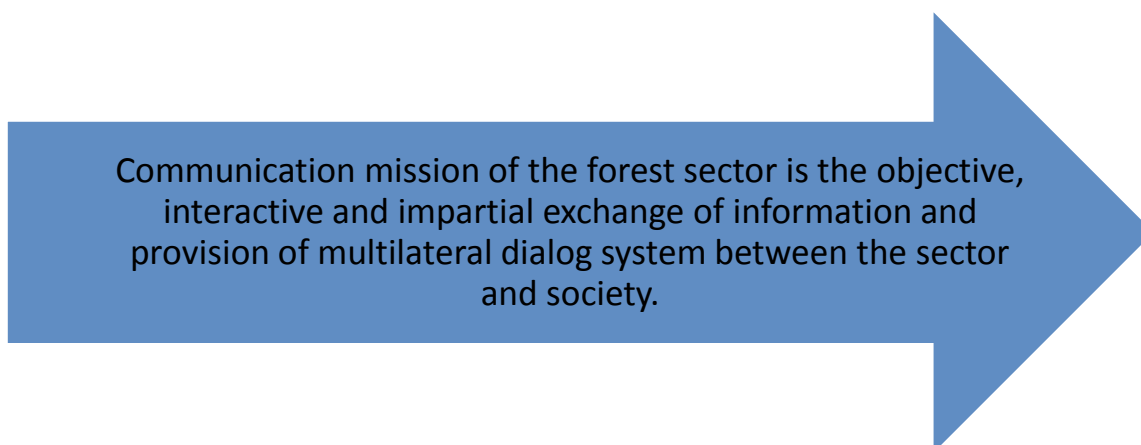 Communication mission of the forest sector is the objective,
interactive and impartial exchange of information and
provision of multilateral dialog system between the sector
and society.